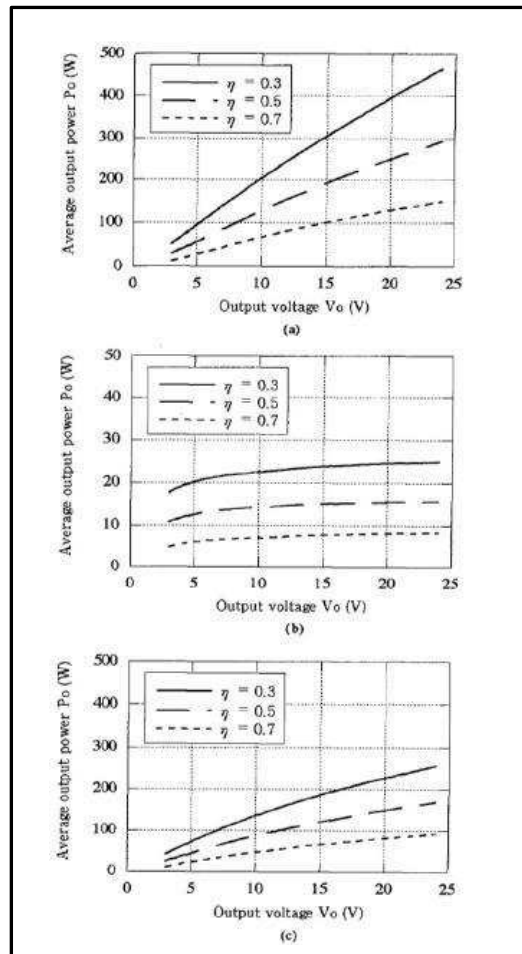 500
400
300
200
100
0
Average output power Po (W)
η = 0.3
η = 0.5
η = 0.7
0 5 10 15 20 25
Output voltage Vo (V)
(a)
50
40
30
20
10
0
Average output power Po (W)
η = 0.3
η = 0.5
η = 0.7
0 5 10 15 20 25
Output voltage Vo (V)
(b)
500
400
300
200
100
0
Average output power Po (W)
η = 0.3
η = 0.5
η = 0.7
0 5 10 15 20 25
Output voltage Vo (V)
(c)